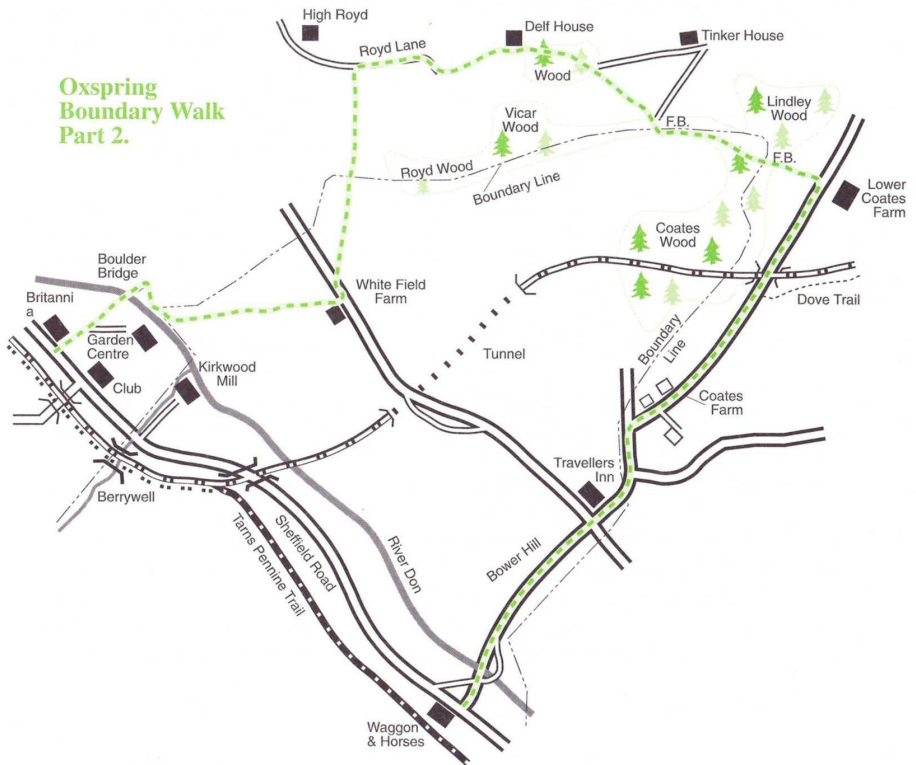 High Royd
Royd Lane
Delf House
Tinker House
Wood
Oxspring
Boundary Walk
Part 2.
Vicar
Wood
Lindley
Wood
F.B.
F.B.
Royd Wood
Boundary Line
Lower
Coates
Farm
Coates
Wood
Boulder
Bridge
Britanni
a
White Field
Farm
Dove Trail
Garden
Centre
Tunnel
Boundary
Line
Kirkwood
Mill
Club
Coates
Farm
Travellers
Inn
Berrywell
Tarns Pennine Trail
Sheffield Road
River Don
Bower Hill
Waggon
& Horses